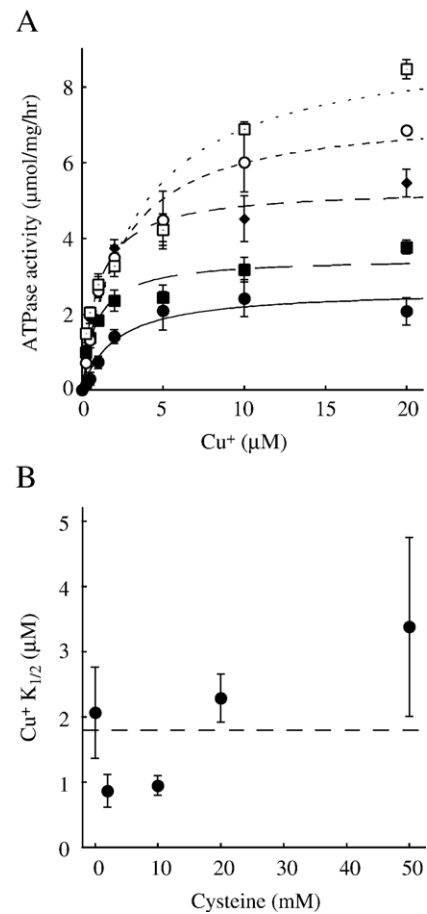 A
ATPase activity (μmol/mg/hr)
8
6
4
2
0
0 5 10 15 20
Cu⁺ (μM)
B
Cu⁺ K₁/₂ (μM)
5
4
3
2
1
0
0 10 20 30 40 50
Cysteine (mM)